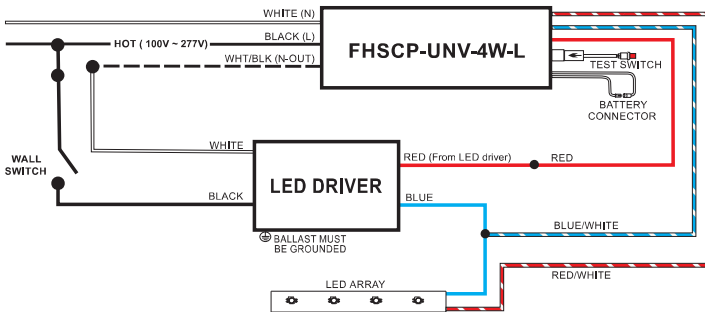 WHITE (N)
BLACK (L)
HOT ( 100V ~ 277V)
WHT/BLK (N-OUT)
FHSCP-UNV-4W-L
TEST SWITCH
BATTERY
CONNECTOR
WHITE
WALL
SWITCH
LED DRIVER
RED (From LED driver)
RED
BLACK
BLUE
BALLAST MUST
BE GROUNDED
BLUE/WHITE
RED/WHITE
LED ARRAY